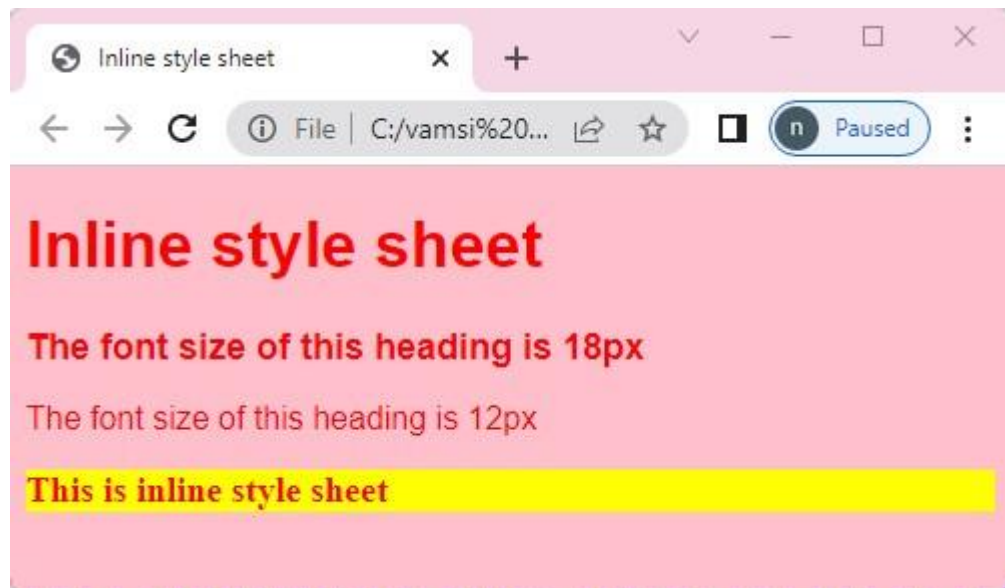 Inline style sheet
File | C:/vamsi%20...
n Paused
Inline style sheet
The font size of this heading is 18px
The font size of this heading is 12px
This is inline style sheet